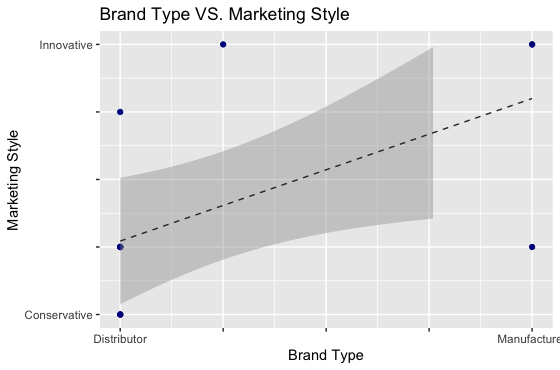 Brand Type VS. Marketing Style
Innovative
Marketing Style
Conservative
Distributor
Manufacture
Brand Type